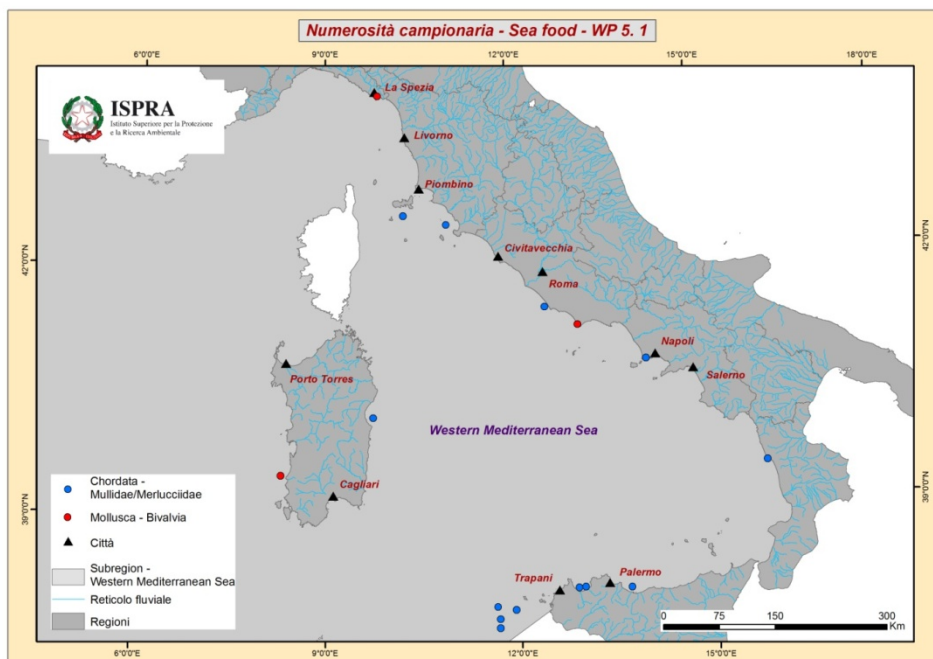 Numerosità campionaria - Sea food - WP 5. 1
6°0'0"E 9°0'0"E 12°0'0"E 15°0'0"E 18°0'0"E
ISPRA
Istituto Superiore per la Protezione
e la Ricerca Ambientale
La Spezia
Livorno
Piombino
42°0'0"N
42°0'0"N
Civitavecchia
Roma
Napoli
Porto Torres
Salerno
Western Mediterranean Sea
Chordata -
Mullidae/Merlucciidae
Mollusca - Bivalvia
Città
Subregion -
Western Mediterranean Sea
Reticolo fluviale
Regioni
39°0'0"N
39°0'0"N
Cagliari
Trapani
Palermo
0 75 150 300
Km
6°0'0"E 9°0'0"E 12°0'0"E 15°0'0"E